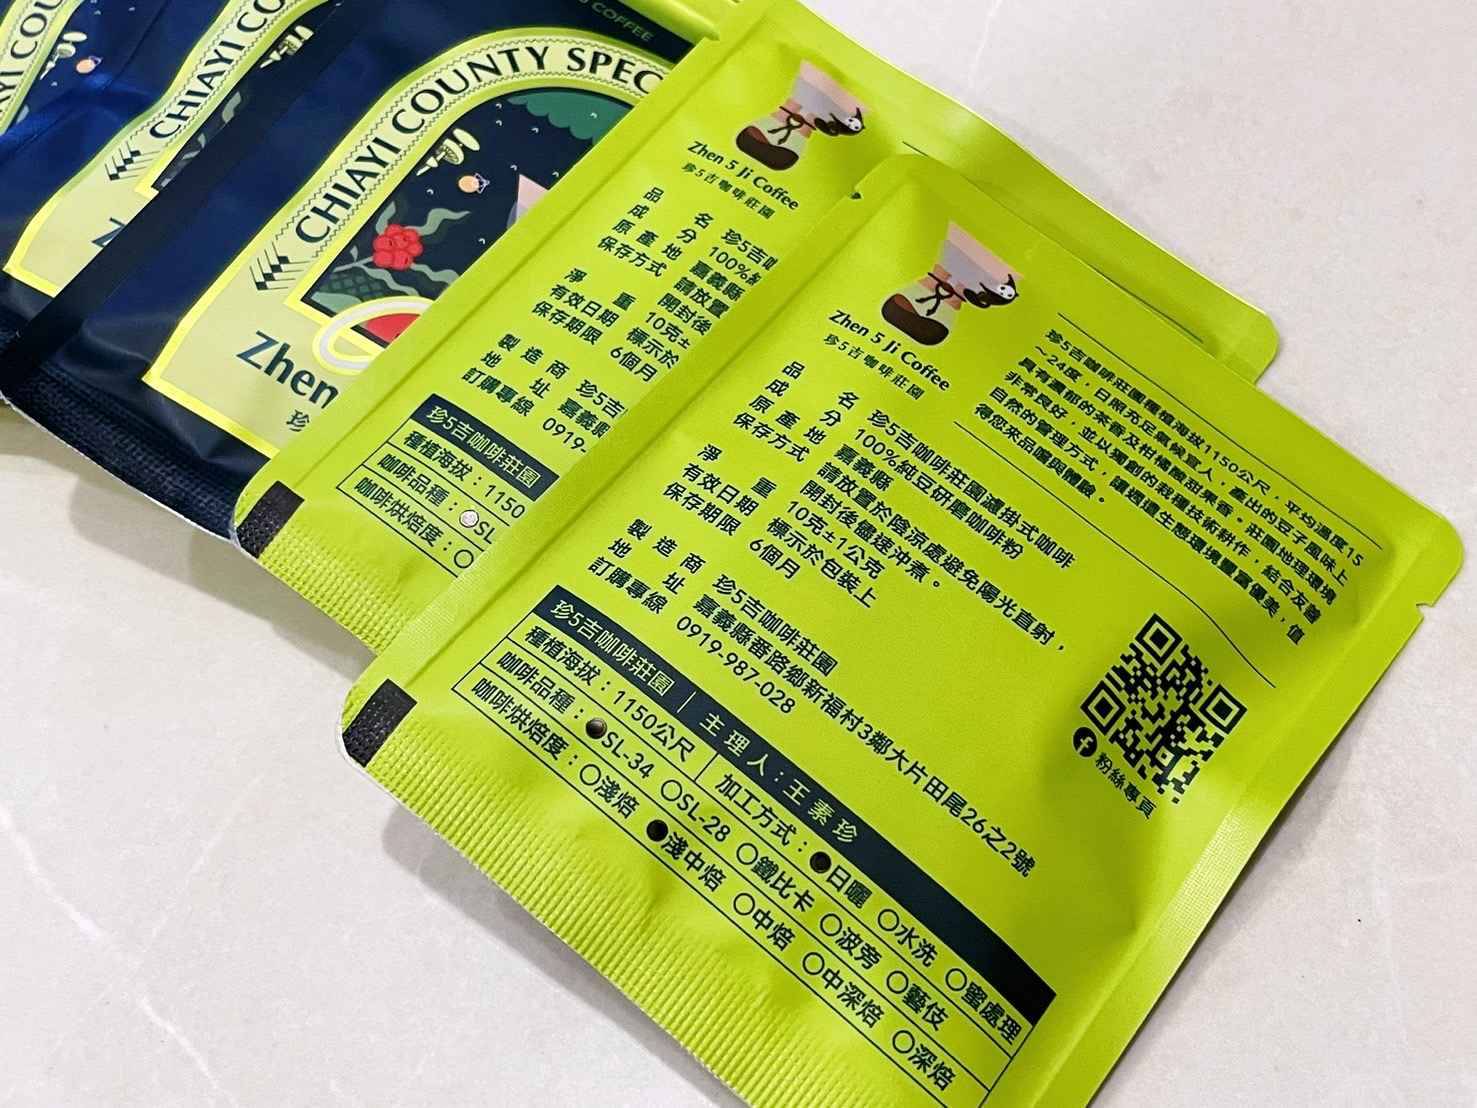 CHIAYI COU
CHIAYI CO
COFFEE
CHIAYI COUNTY SPEC
Zhen
珍
Zhen 5 Ji Coffee
珍5吉咖啡莊園
品名 珍5吉
成分 100%
原產地 嘉義縣
保存方式 請放置
開封後
淨重 10克±
有效日期 標示於
保存期限 6個月
製造商 珍5吉
地址 嘉義縣
訂購專線 0919-
珍5吉咖啡莊園
種植海拔：1150
咖啡品種：○SL
咖啡烘焙度：○
Zhen 5 Ji Coffee
珍5吉咖啡莊園
品名 珍5吉咖啡莊園濾掛式咖啡
成分 100%純豆研磨咖啡粉
原產地 嘉義縣
保存方式 請放置於陰涼處避免陽光直射，
開封後儘速沖煮。
淨重 10克±1公克
有效日期 標示於包裝上
保存期限 6個月
製造商 珍5吉咖啡莊園
地址 嘉義縣番路鄉新福村3鄰大片田尾26之2號
訂購專線 0919-987-028
珍5吉咖啡莊園｜主理人：王素珍
種植海拔：1150公尺 加工方式：●日曬 ○水洗 ○蜜處理
咖啡品種：●SL-34 ○SL-28 ○鐵比卡 ○波旁 ○藝伎
咖啡烘焙度：○淺焙 ●淺中焙 ○中焙 ○中深焙 ○深焙
珍5吉咖啡莊園種植海拔1150公尺，平均溫度15
～24度，日照充足氣候宜人，產出的豆子風味上
具有濃郁的茶香及柑橘酸甜果香。莊園地理環境
非常良好，並以獨創的栽種技術耕作，結合友善
自然的管理方式，讓週遭生態環境豐富優美，值
得您來品嚐與體驗。
粉絲專頁